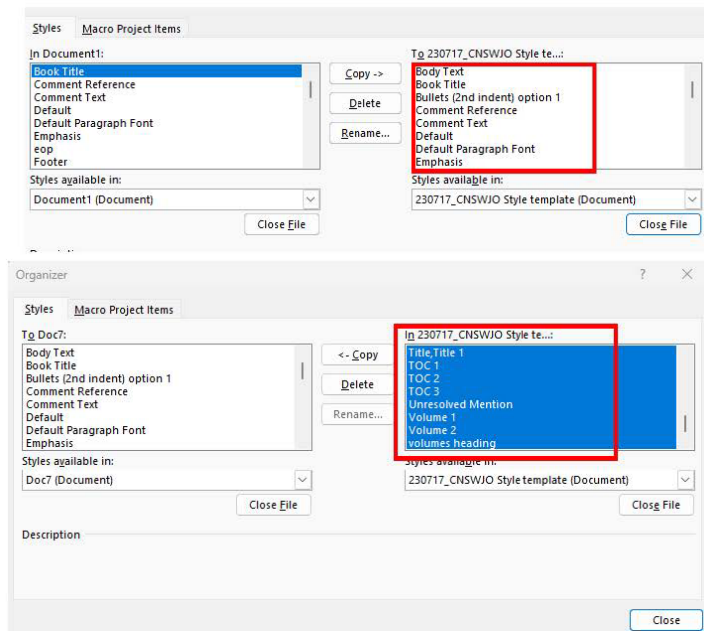 Styles Macro Project Items
In Document1: To 230717_CNSWJO Style te...:
Book Title
Comment Reference
Comment Text
Default
Default Paragraph Font
Emphasis
eop
Footer
Copy ->
Delete
Rename...
Body Text
Book Title
Bullets (2nd indent) option 1
Comment Reference
Comment Text
Default
Default Paragraph Font
Emphasis
Styles available in: Styles available in:
Document1 (Document) 230717_CNSWJO Style template (Document)
Close File Close File
Organizer ? ×
Styles Macro Project Items
To Doc7: In 230717_CNSWJO Style te...:
Body Text
Book Title
Bullets (2nd indent) option 1
Comment Reference
Comment Text
Default
Default Paragraph Font
Emphasis
<- Copy
Delete
Rename...
Title,Title 1
TOC 1
TOC 2
TOC 3
Unresolved Mention
Volume 1
Volume 2
volumes heading
Styles available in: Styles available in:
Doc7 (Document) 230717_CNSWJO Style template (Document)
Close File Close File
Description
Close